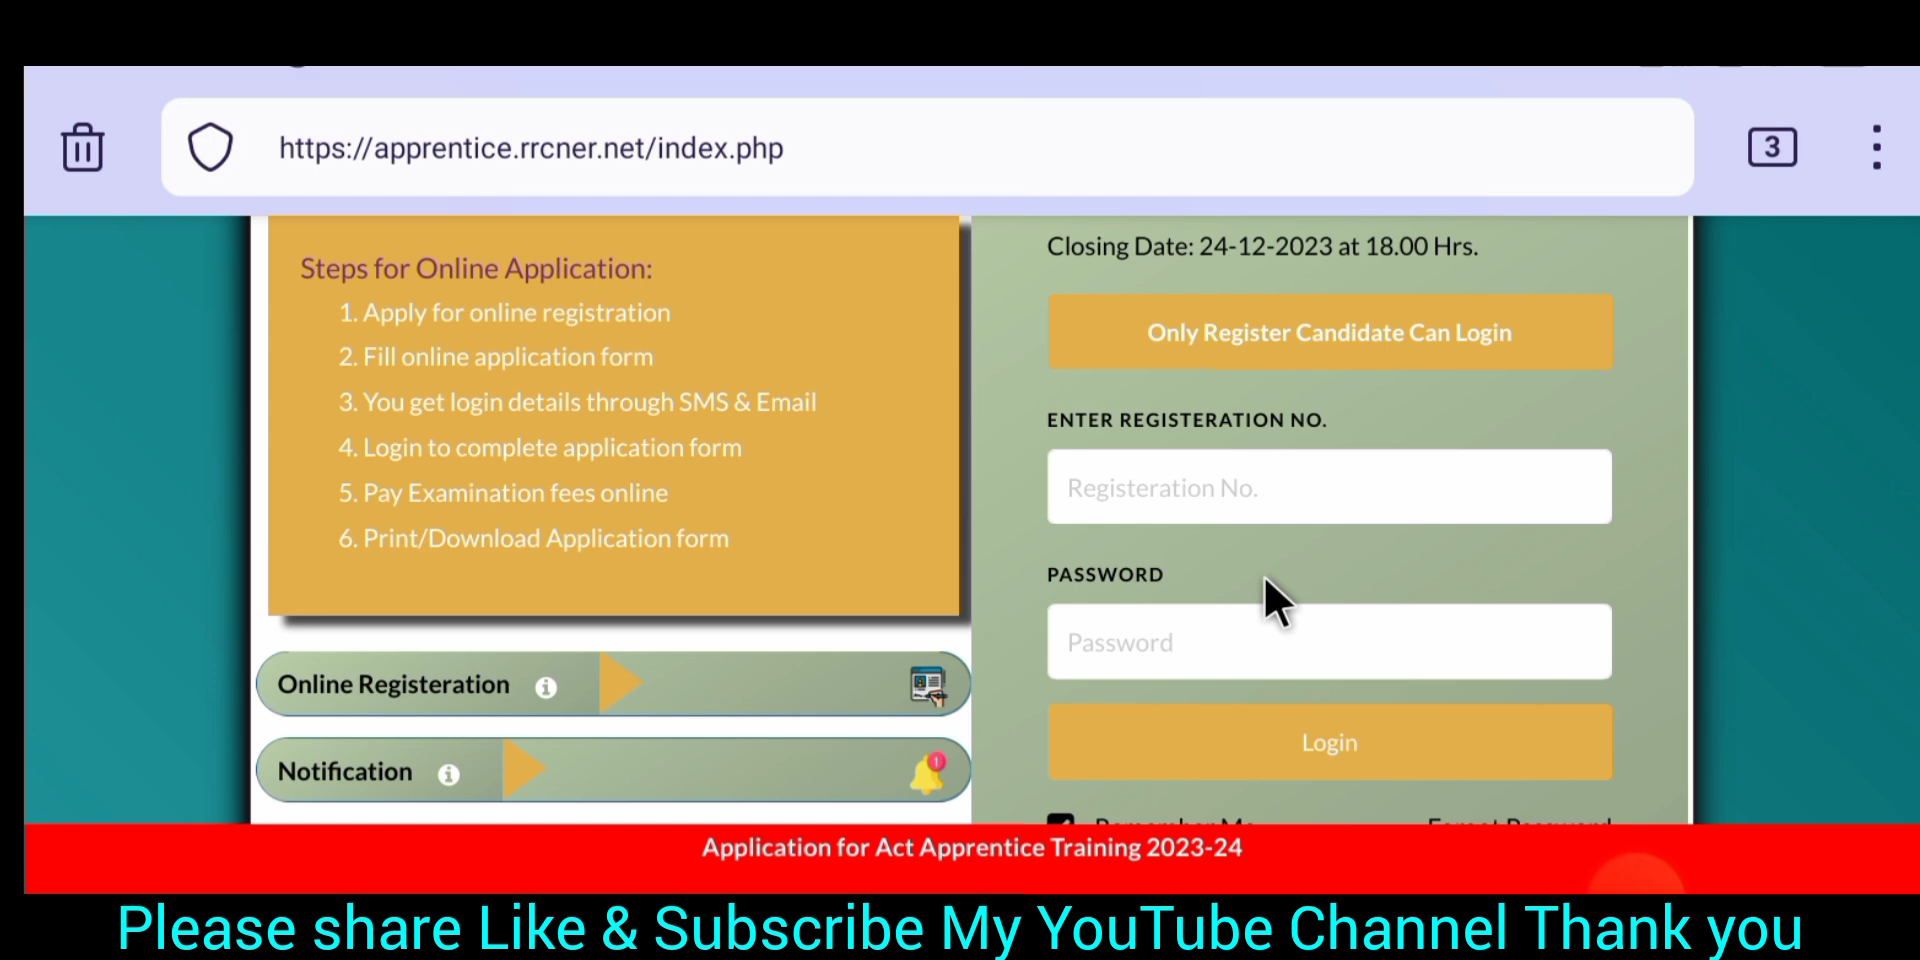 3
https://apprentice.rrcner.net/index.php
Steps for Online Application:
1. Apply for online registration
2. Fill online application form
3. You get login details through SMS & Email
4. Login to complete application form
5. Pay Examination fees online
6. Print/Download Application form
Online Registeration
Notification
Closing Date: 24-12-2023 at 18.00 Hrs.
Only Register Candidate Can Login
ENTER REGISTERATION NO.
Registeration No.
PASSWORD
Password
Login
Application for Act Apprentice Training 2023-24
Please share Like & Subscribe My YouTube Channel Thank you